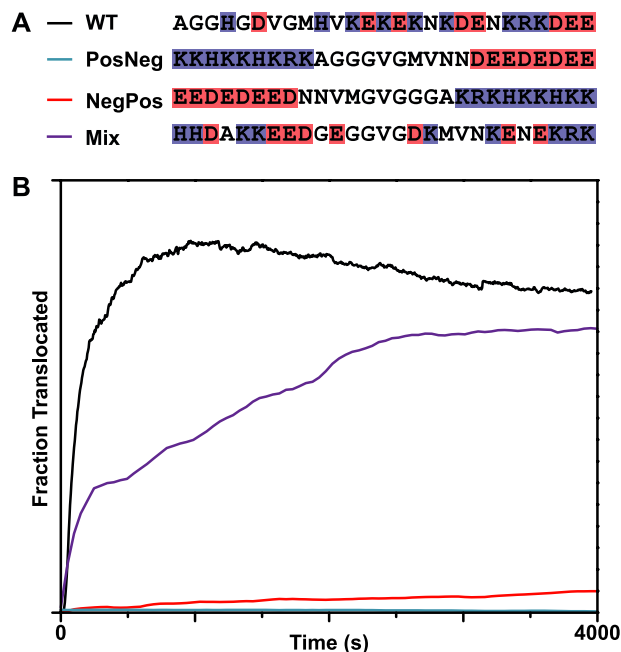 A
WT AGGHGDVGMHVKEKEKNKDENKRKDEE
PosNeg KKHKKHKRKAGGGVGMVNNDEEDEDEE
NegPos EEDEDEEDNNVMGVGGGAKRKHKKHKK
Mix HHDAKKEEDGEGGVGDKMVNKENEKRK
B
Fraction Translocated
0
4000
Time (s)